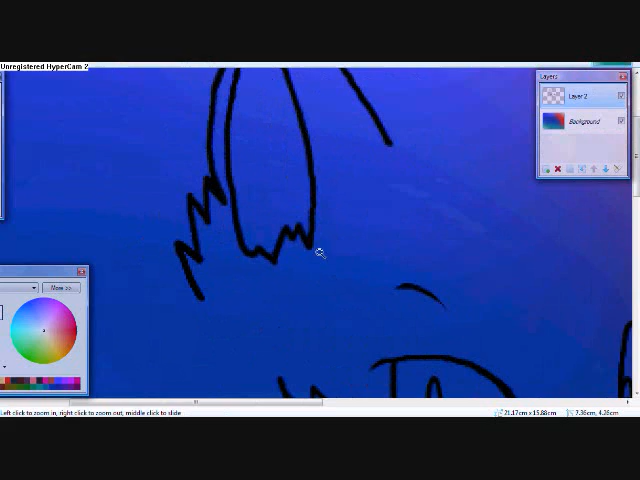 Unregistered HyperCam 2
Layers
Layer 2
Background
More >>
Left click to zoom in, right click to zoom out, middle click to slide
21.17cm x 15.88cm
7.36cm, 4.26cm